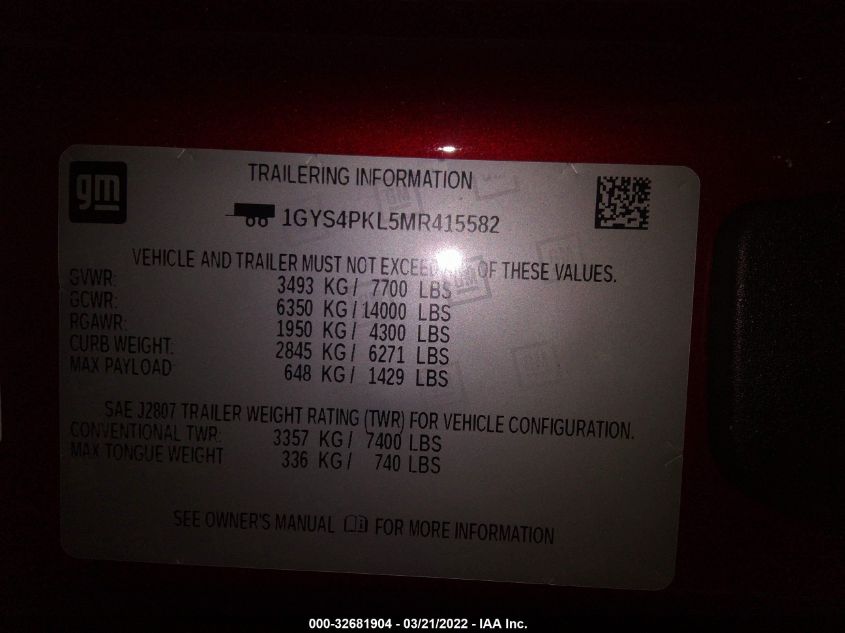 gm
TRAILERING INFORMATION
1GYS4PKL5MR415582
VEHICLE AND TRAILER MUST NOT EXCEED OF THESE VALUES.
GVWR: 3493 KG / 7700 LBS
GCWR: 6350 KG / 14000 LBS
RGAWR: 1950 KG / 4300 LBS
CURB WEIGHT: 2845 KG / 6271 LBS
MAX PAYLOAD 648 KG / 1429 LBS
SAE J2807 TRAILER WEIGHT RATING (TWR) FOR VEHICLE CONFIGURATION.
CONVENTIONAL TWR: 3357 KG / 7400 LBS
MAX TONGUE WEIGHT 336 KG / 740 LBS
SEE OWNER'S MANUAL FOR MORE INFORMATION
000-32681904 - 03/21/2022 - IAA Inc.